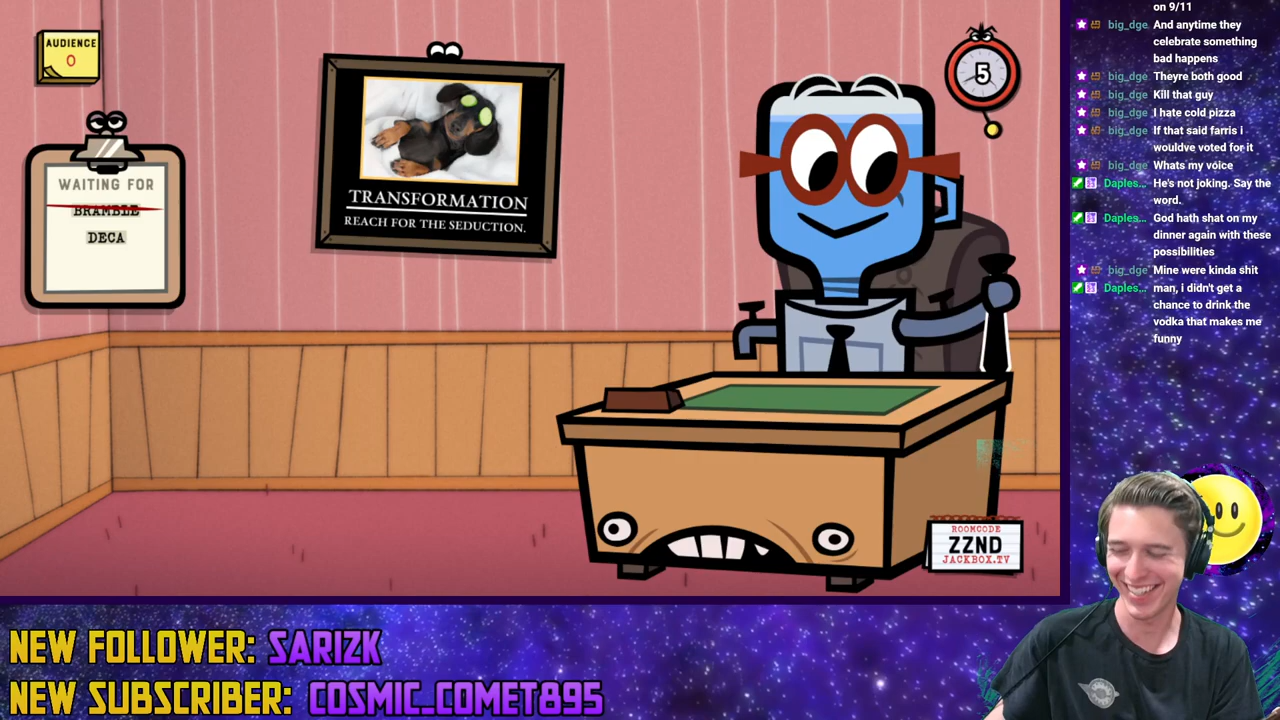 AUDIENCE
0
WAITING FOR
BRAMBLE
DECA
TRANSFORMATION
REACH FOR THE SEDUCTION.
5
ROOMCODE
ZZND
JACKBOX.TV
on 9/11
big_dge And anytime they
celebrate something
bad happens
big_dge Theyre both good
big_dge Kill that guy
big_dge I hate cold pizza
big_dge If that said farris i
wouldve voted for it
big_dge Whats my voice
Daples... He's not joking. Say the
word.
Daples... God hath shat on my
dinner again with these
possibilities
big_dge Mine were kinda shit
Daples... man, i didn't get a
chance to drink the
vodka that makes me
funny
NEW FOLLOWER: SARIZK
NEW SUBSCRIBER: COSMIC_COMET895